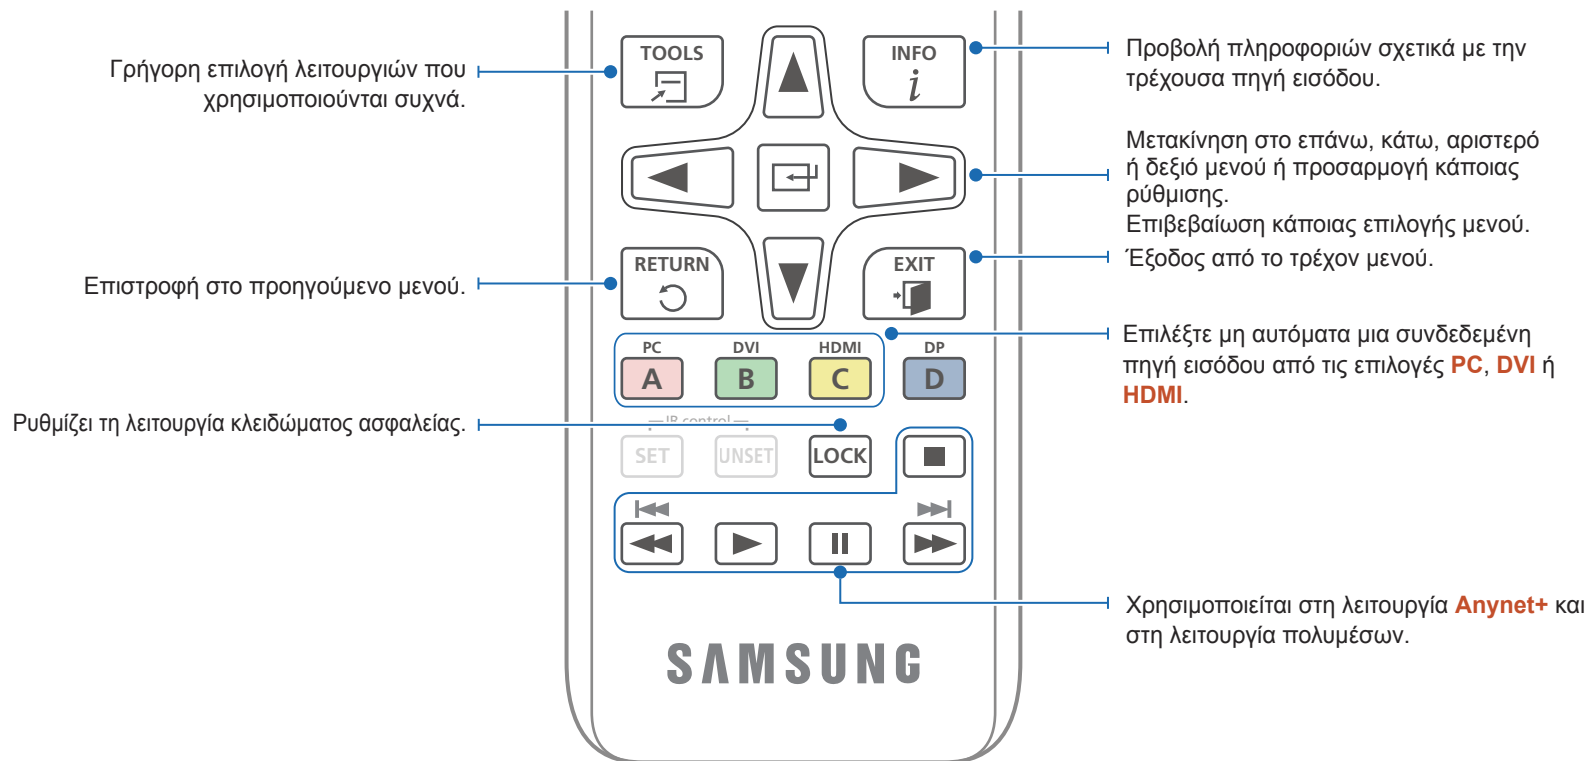 Γρήγορη επιλογή λειτουργιών που
χρησιμοποιούνται συχνά.
Επιστροφή στο προηγούμενο μενού.
Ρυθμίζει τη λειτουργία κλειδώματος ασφαλείας.
TOOLS
INFO
i
RETURN
EXIT
PC
DVI
HDMI
DP
A
B
C
D
IR control
SET
UNSET
LOCK
SAMSUNG
Προβολή πληροφοριών σχετικά με την
τρέχουσα πηγή εισόδου.
Μετακίνηση στο επάνω, κάτω, αριστερό
ή δεξιό μενού ή προσαρμογή κάποιας
ρύθμισης.
Επιβεβαίωση κάποιας επιλογής μενού.
Έξοδος από το τρέχον μενού.
Επιλέξτε μη αυτόματα μια συνδεδεμένη
πηγή εισόδου από τις επιλογές PC, DVI ή
HDMI.
Χρησιμοποιείται στη λειτουργία Anynet+ και
στη λειτουργία πολυμέσων.